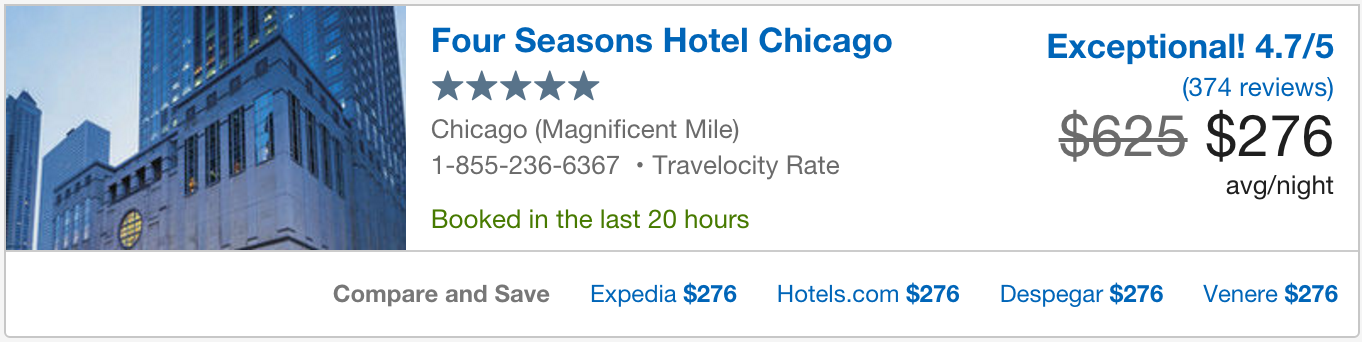 Four Seasons Hotel Chicago
Chicago (Magnificent Mile)
1-855-236-6367 • Travelocity Rate
Booked in the last 20 hours
Exceptional! 4.7/5
(374 reviews)
$625 $276
avg/night
Compare and Save Expedia $276 Hotels.com $276 Despegar $276 Venere $276